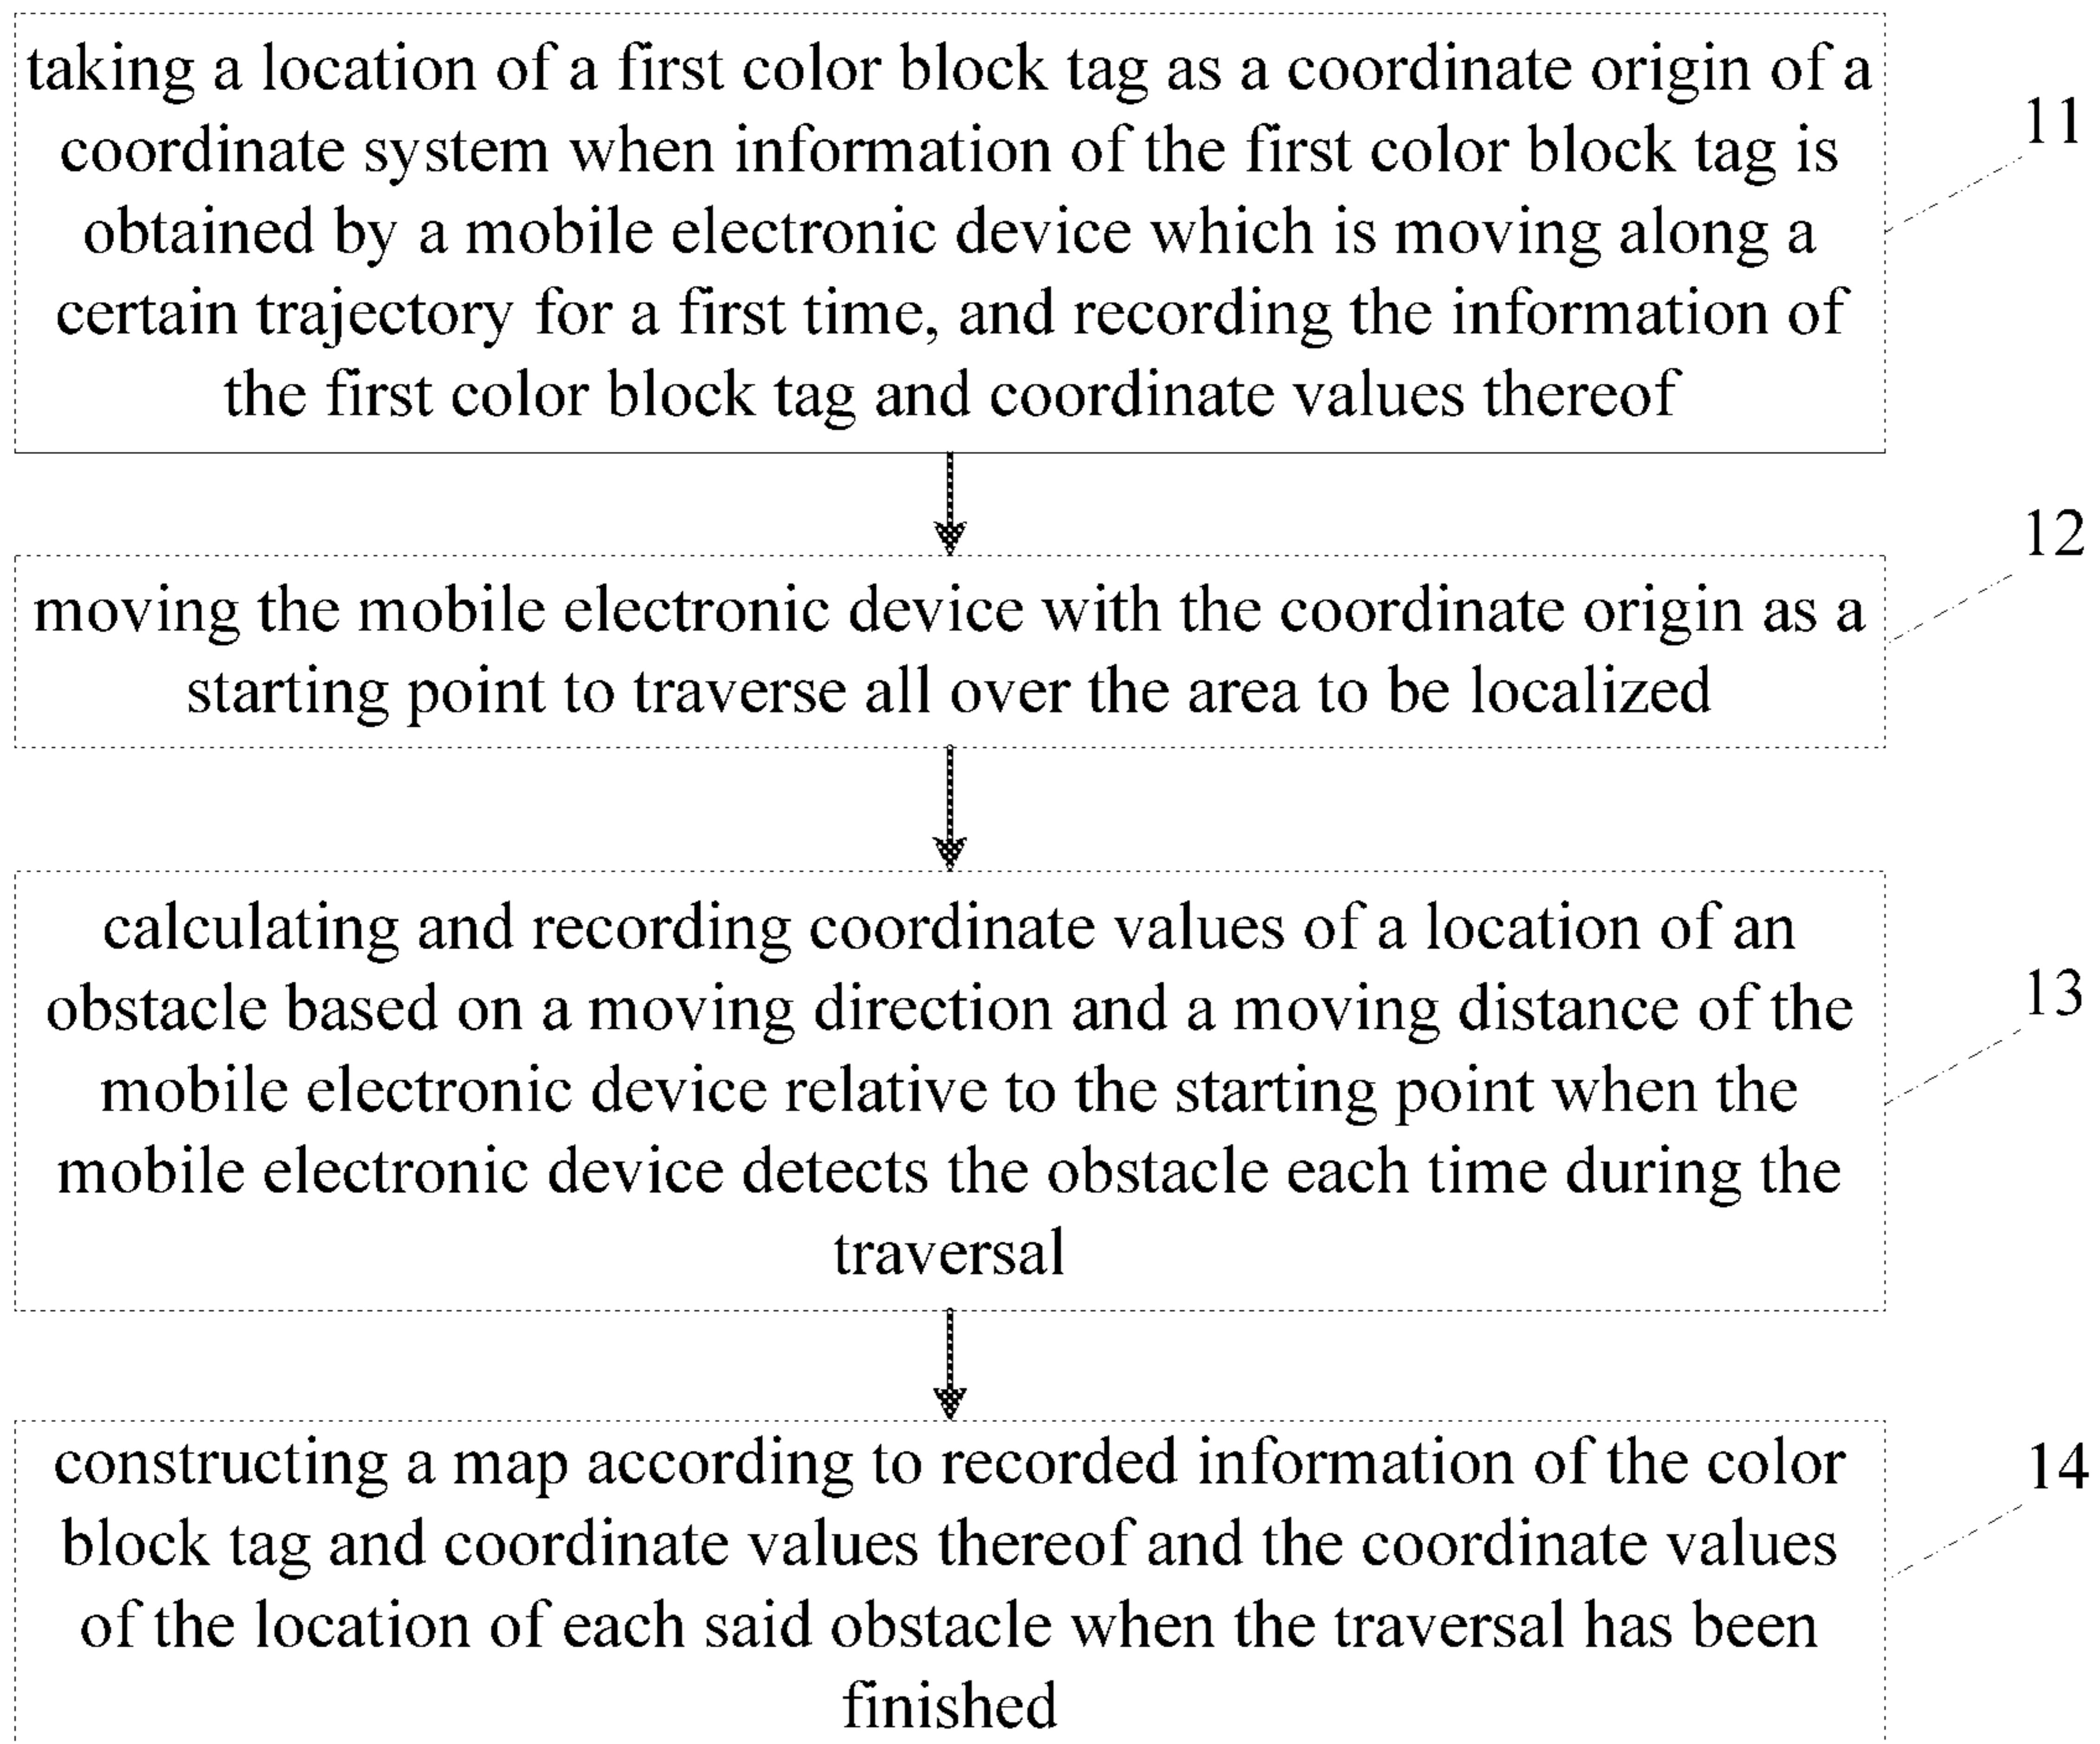 taking a location of a first color block tag as a coordinate origin of a
coordinate system when information of the first color block tag is
obtained by a mobile electronic device which is moving along a
certain trajectory for a first time, and recording the information of
the first color block tag and coordinate values thereof
11
moving the mobile electronic device with the coordinate origin as a
starting point to traverse all over the area to be localized
12
calculating and recording coordinate values of a location of an
obstacle based on a moving direction and a moving distance of the
mobile electronic device relative to the starting point when the
mobile electronic device detects the obstacle each time during the
traversal
13
constructing a map according to recorded information of the color
block tag and coordinate values thereof and the coordinate values
of the location of each said obstacle when the traversal has been
finished
14